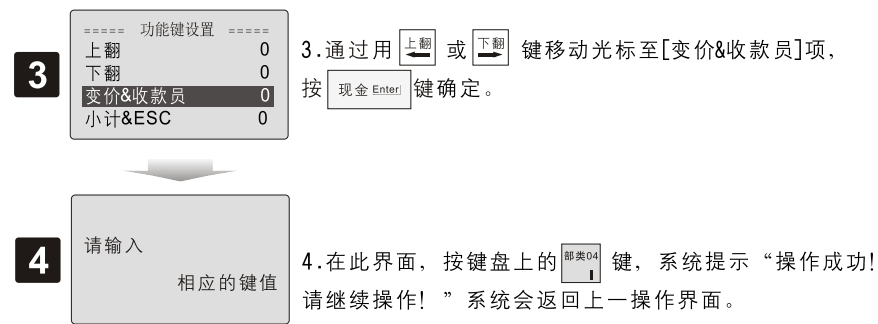 3
===== 功能键设置 =====
上翻 0
下翻 0
变价&收款员 0
小计&ESC 0
3.通过用 上翻 或 下翻 键移动光标至[变价&收款员]项,
按 现金 Enter 键确定。
4
请输入
相应的键值
4.在此界面，按键盘上的 部类04 键，系统提示“操作成功!
请继续操作! ”系统会返回上一操作界面。